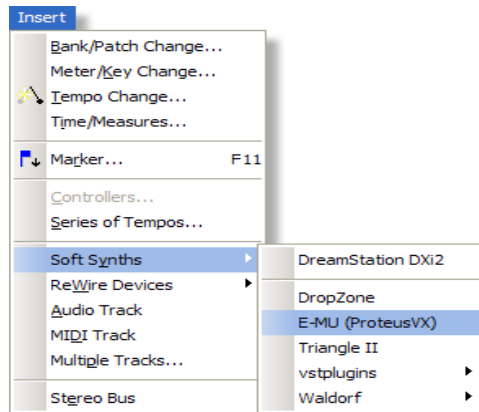 Insert
Bank/Patch Change...
Meter/Key Change...
Tempo Change...
Time/Measures...
Marker... F11
Controllers...
Series of Tempos...
Soft Synths
ReWire Devices
Audio Track
MIDI Track
Multiple Tracks...
Stereo Bus
DreamStation DXi2
DropZone
E-MU (ProteusVX)
Triangle II
vstplugins
Waldorf